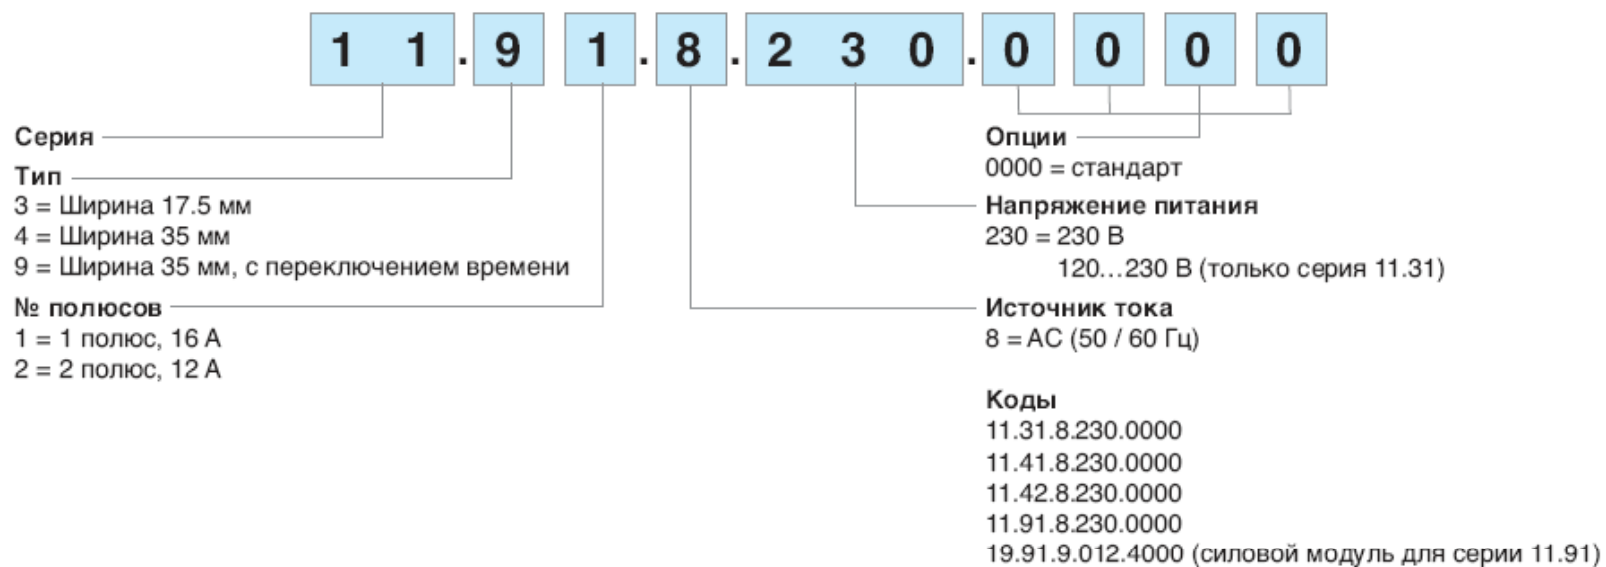 1 1 . 9 1 . 8 . 2 3 0 . 0 0 0 0
Серия
Тип
3 = Ширина 17.5 мм
4 = Ширина 35 мм
9 = Ширина 35 мм, с переключением времени
№ полюсов
1 = 1 полюс, 16 А
2 = 2 полюс, 12 А
Опции
0000 = стандарт
Напряжение питания
230 = 230 В
120...230 В (только серия 11.31)
Источник тока
8 = AC (50 / 60 Гц)
Коды
11.31.8.230.0000
11.41.8.230.0000
11.42.8.230.0000
11.91.8.230.0000
19.91.9.012.4000 (силовой модуль для серии 11.91)